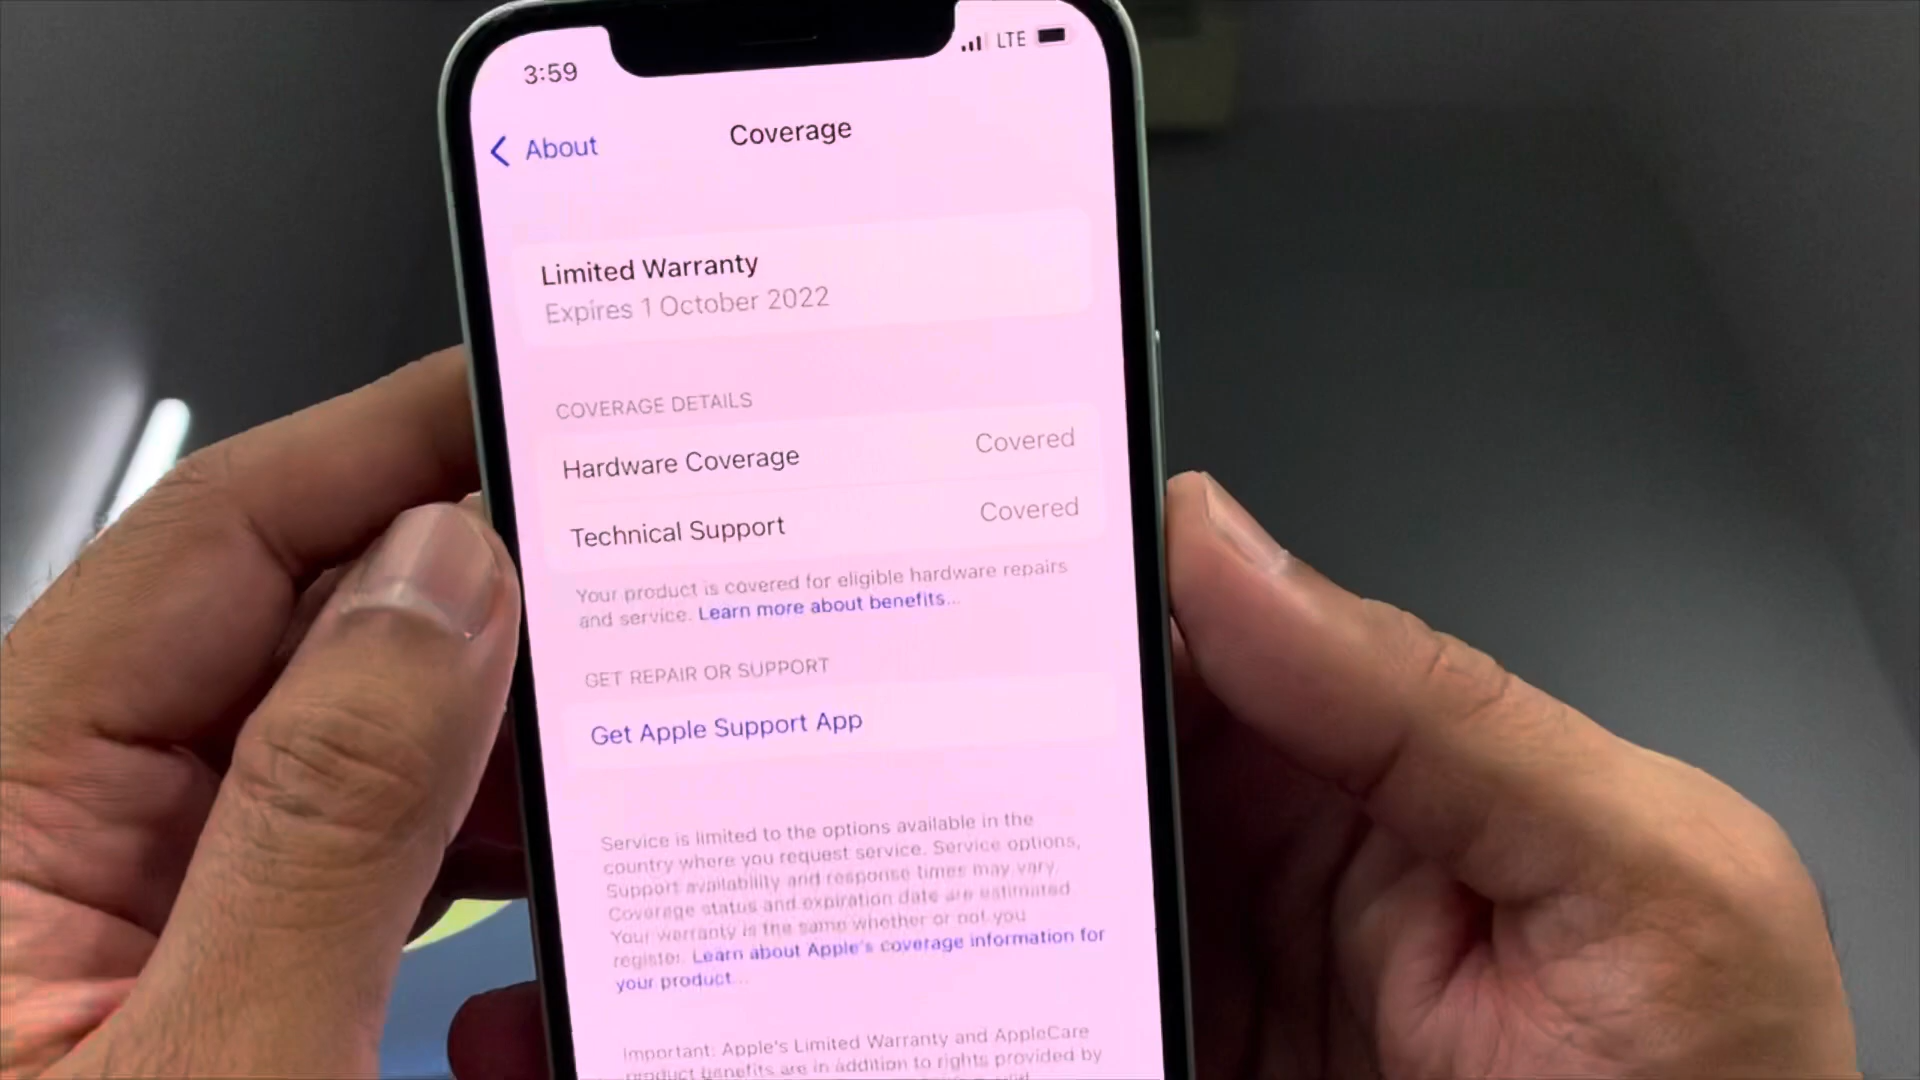 3:59
LTE
About
Coverage
Limited Warranty
Expires 1 October 2022
COVERAGE DETAILS
Hardware Coverage
Covered
Technical Support
Covered
Your product is covered for eligible hardware repairs
and service. Learn more about benefits...
GET REPAIR OR SUPPORT
Get Apple Support App
Service is limited to the options available in the
country where you request service. Service options,
Support availability and response times may vary.
Coverage status and expiration date are estimated
Your warranty is the same whether or not you
register. Learn about Apple's coverage information for
your product...
Important: Apple's Limited Warranty and AppleCare
product benefits are in addition to rights provided by